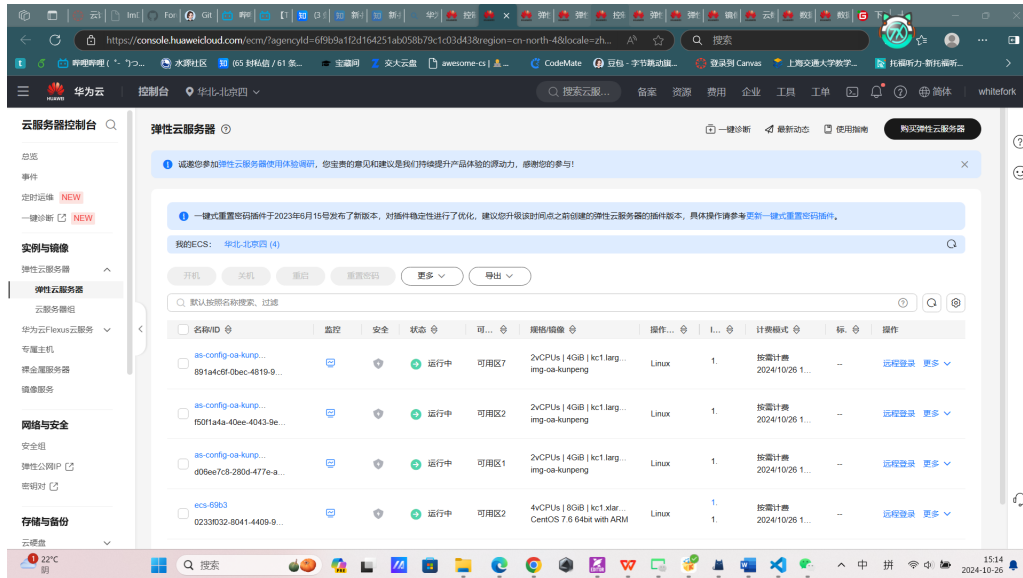 https://console.huaweicloud.com/ecm/?agencyId=6f9b9a1f2d164251ab058b79c1c03d43&region=cn-north-4&locale=zh...
搜索
哔哩哔哩 ( ゜- ゜)つ...
水源社区
(65 封私信 / 61 条...
宝藏问
交大云盘
awesome-cs |
CodeMate
豆包 - 字节跳动旗...
登录到 Canvas
上海交通大学教学...
托福听力-新托福听...
华为云
HUAWEI
控制台
华北-北京四
搜索云服...
备案
资源
费用
企业
工具
工单
简体
whitefork
云服务器控制台
总览
事件
定时运维 NEW
一键诊断 NEW
实例与镜像
弹性云服务器
弹性云服务器
云服务器组
华为云Flexus云服务
专属主机
裸金属服务器
镜像服务
网络与安全
安全组
弹性公网IP
密钥对
存储与备份
云硬盘
弹性云服务器
一键诊断
最新动态
使用指南
购买弹性云服务器
诚邀您参加弹性云服务器使用体验调研，您宝贵的意见和建议是我们持续提升产品体验的源动力，感谢您的参与！
一键式重置密码插件于2023年6月15号发布了新版本，对插件稳定性进行了优化，建议您升级该时间点之前创建的弹性云服务器的插件版本，具体操作请参考更新一键式重置密码插件。
我的ECS： 华北-北京四 (4)
开机
关机
重启
重置密码
更多
导出
默认按照名称搜索、过滤
名称/ID
监控
安全
状态
可...
规格/镜像
操作...
I...
计费模式
标..
操作
as-config-oa-kunp...
891a4c6f-0bec-4819-9...
运行中
可用区7
2vCPUs | 4GiB | kc1.larg...
img-oa-kunpeng
Linux
1.
按需计费
2024/10/26 1...
--
远程登录 更多
as-config-oa-kunp...
f50f1a4a-40ee-4043-9e...
运行中
可用区2
2vCPUs | 4GiB | kc1.larg...
img-oa-kunpeng
Linux
1.
按需计费
2024/10/26 1...
--
远程登录 更多
as-config-oa-kunp...
d06ee7c8-280d-477e-a...
运行中
可用区1
2vCPUs | 4GiB | kc1.larg...
img-oa-kunpeng
Linux
1.
按需计费
2024/10/26 1...
--
远程登录 更多
ecs-69b3
0233f032-8041-4409-9...
运行中
可用区2
4vCPUs | 8GiB | kc1.xlar...
CentOS 7.6 64bit with ARM
Linux
1.
1.
按需计费
2024/10/26 1...
--
远程登录 更多
22°C
阴
搜索
中
拼
15:14
2024-10-26